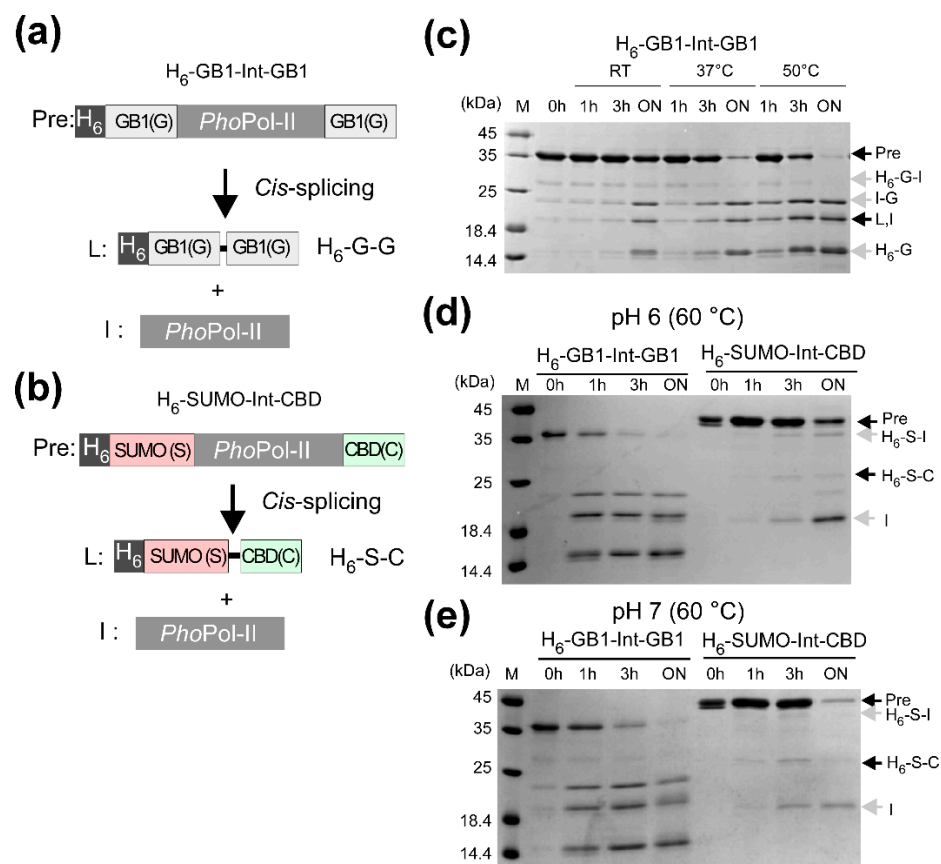 (a)
H6-GB1-Int-GB1
Pre: H6 GB1(G) PhoPol-II GB1(G)
Cis-splicing
L: H6 GB1(G) GB1(G) H6-G-G
+
I : PhoPol-II
(b)
H6-SUMO-Int-CBD
Pre: H6 SUMO (S) PhoPol-II CBD(C)
Cis-splicing
L: H6 SUMO (S) CBD(C) H6-S-C
+
I : PhoPol-II
(c)
H6-GB1-Int-GB1
RT 37°C 50°C
(kDa) M 0h 1h 3h ON 1h 3h ON 1h 3h ON
45
35 Pre
H6-G-I
25 I-G
L,I
18.4
14.4 H6-G
(d)
pH 6 (60 °C)
H6-GB1-Int-GB1 H6-SUMO-Int-CBD
(kDa) M 0h 1h 3h ON 0h 1h 3h ON
45 Pre
35 H6-S-I
25 H6-S-C
I
18.4
14.4
(e)
pH 7 (60 °C)
H6-GB1-Int-GB1 H6-SUMO-Int-CBD
(kDa) M 0h 1h 3h ON 0h 1h 3h ON
45 Pre
H6-S-I
35
25 H6-S-C
I
18.4
14.4